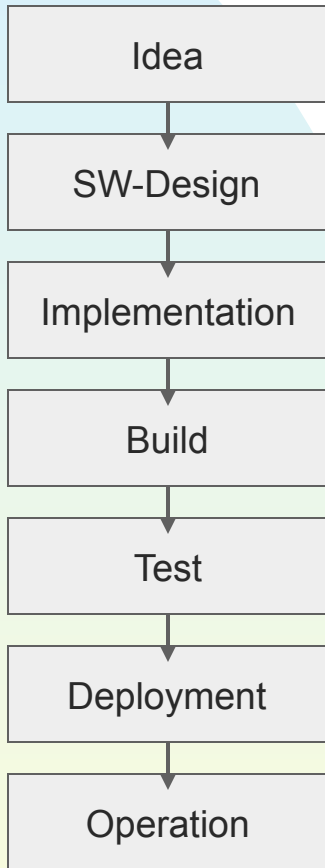 Idea
SW-Design
Implementation
Build
Test
Deployment
Operation